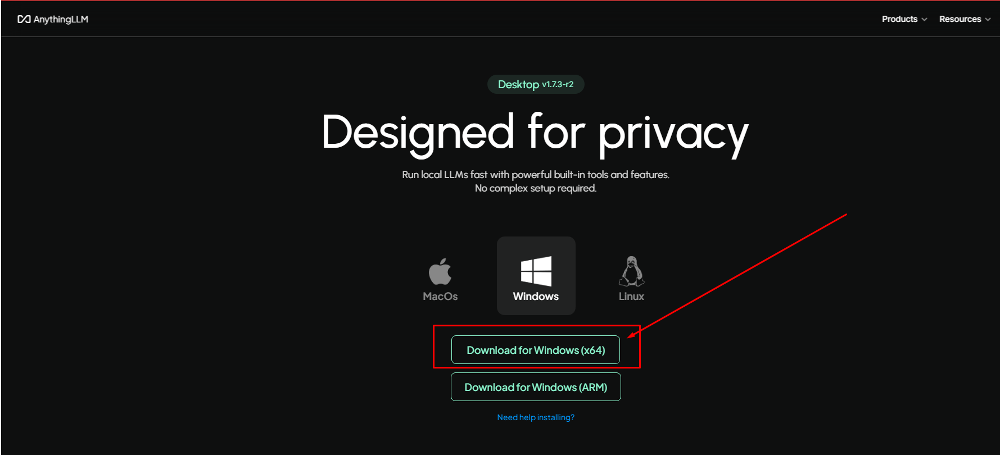 AnythingLLM
Products
Resources
Desktop v1.7.3-r2
Designed for privacy
Run local LLMs fast with powerful built-in tools and features.
No complex setup required.
MacOs
Windows
Linux
Download for Windows (x64)
Download for Windows (ARM)
Need help installing?